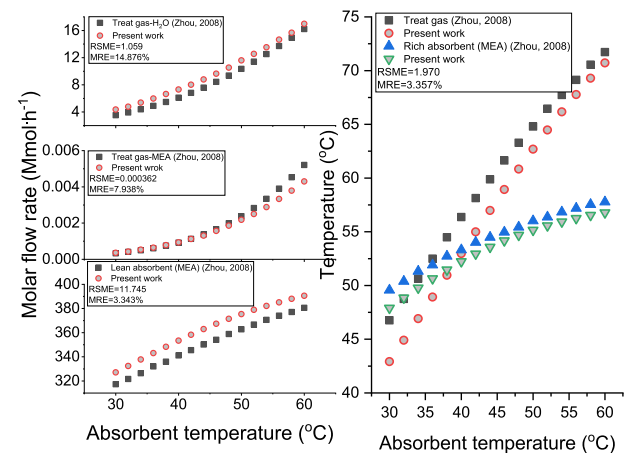 Treat gas-H₂O (Zhou, 2008)
Present work
RSME=1.059
MRE=14.876%
16
12
8
4
Treat gas-MEA (Zhou, 2008)
Present wwok
RSME=0.000362
MRE=7.938%
0.006
0.004
0.002
0.000
Lean absorbent (MEA) (Zhou, 2008)
Present work
RSME=11.745
MRE=3.343%
400
380
360
340
320
30 40 50 60
Molar flow rate (Mmol·h⁻¹)
Absorbent temperature (°C)
Treat gas (Zhou, 2008)
Present work
Rich absorbent (MEA) (Zhou, 2008)
Present work
RSME=1.970
MRE=3.357%
75
70
65
60
55
50
45
40
30 35 40 45 50 55 60
Temperature (°C)
Absorbent temperature (°C)